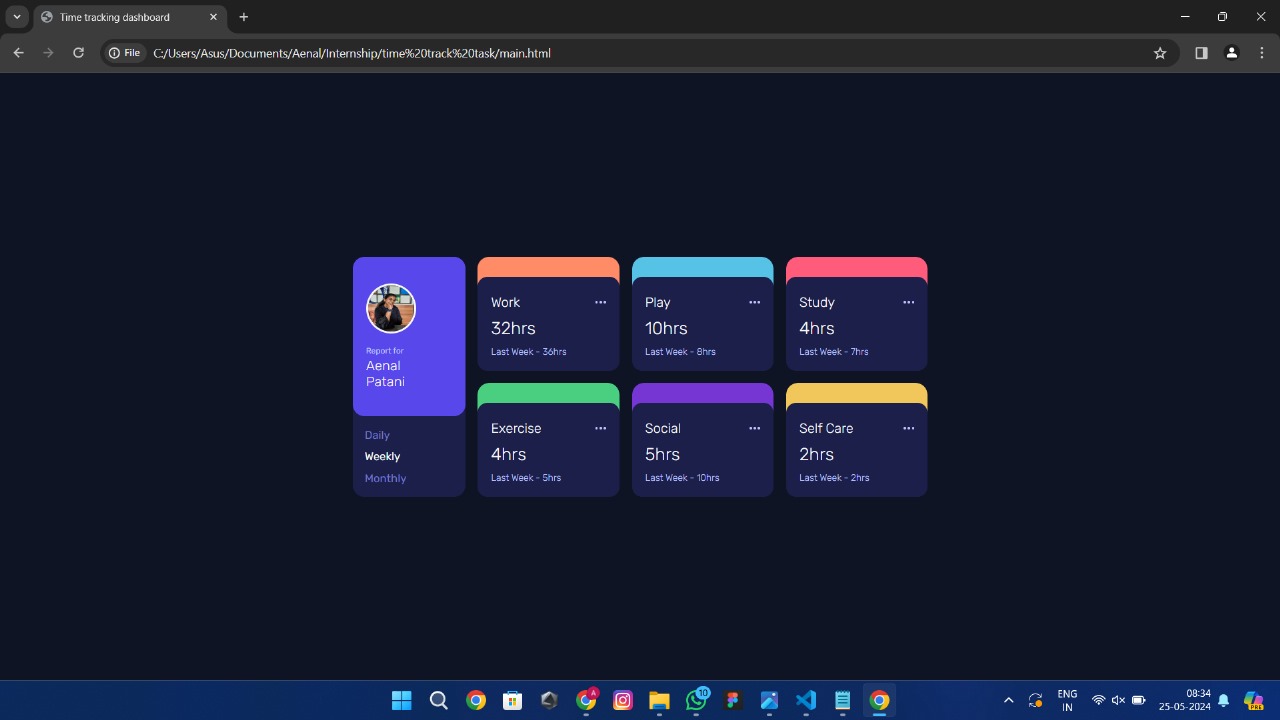 Time tracking dashboard
File
C:/Users/Asus/Documents/Aenal/Internship/time%20track%20task/main.html
Report for
Aenal
Patani
Daily
Weekly
Monthly
Work
32hrs
Last Week - 36hrs
Play
10hrs
Last Week - 8hrs
Study
4hrs
Last Week - 7hrs
Exercise
4hrs
Last Week - 5hrs
Social
5hrs
Last Week - 10hrs
Self Care
2hrs
Last Week - 2hrs
A
10
PRE
ENG
IN
08:34
25-05-2024